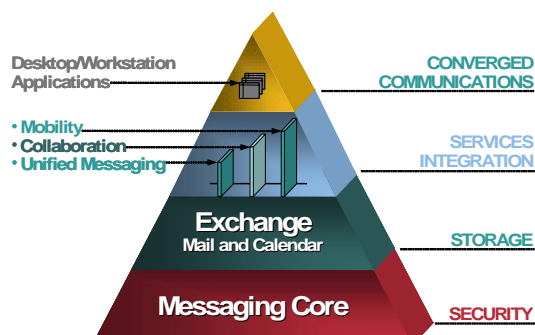 Desktop/Workstation
Applications
CONVERGED
COMMUNICATIONS
• Mobility
• Collaboration
• Unified Messaging
SERVICES
INTEGRATION
Exchange
Mail and Calendar
STORAGE
Messaging Core
SECURITY